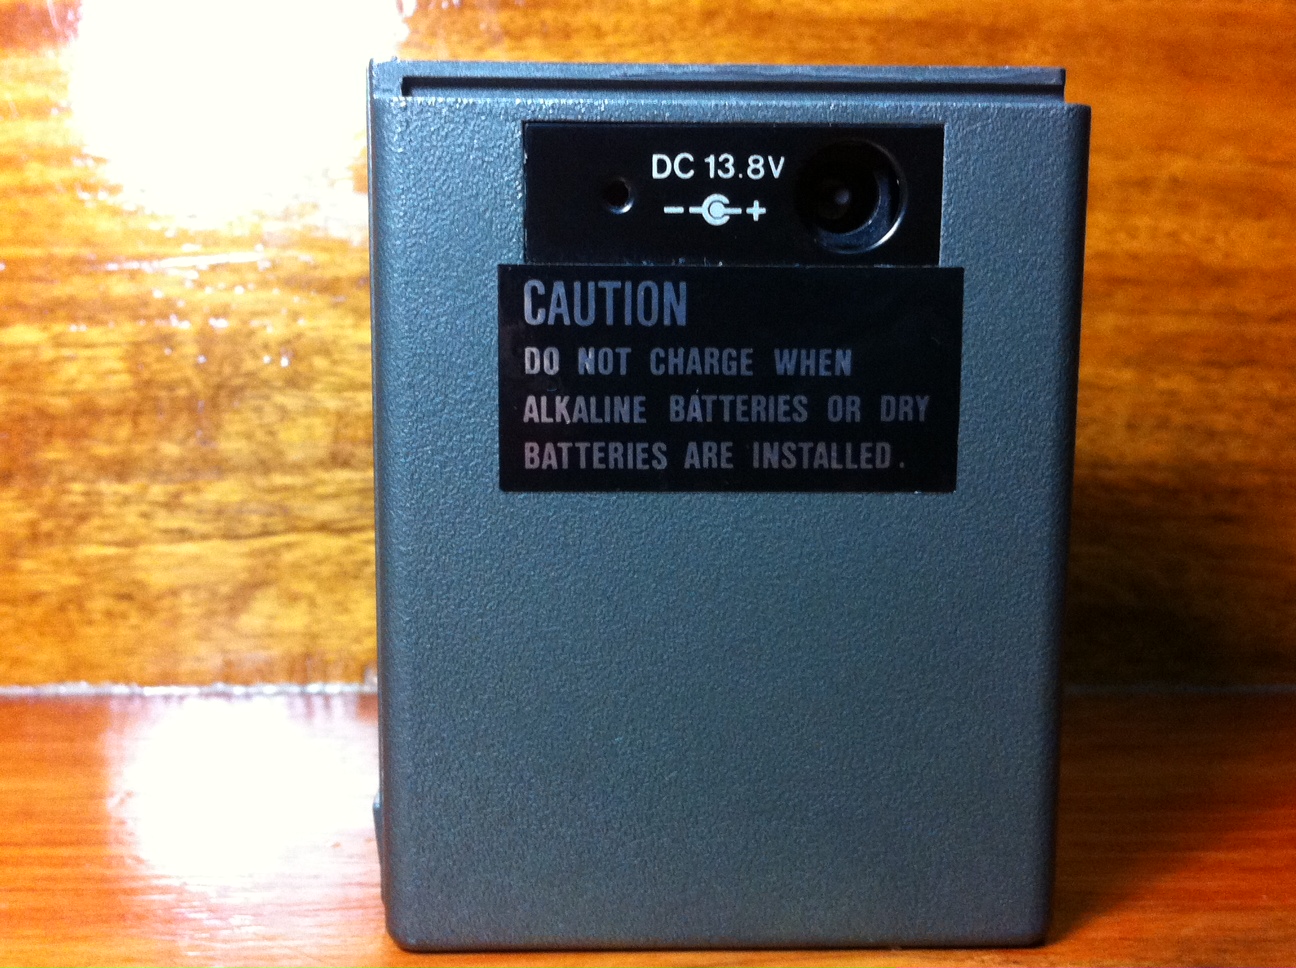 DC 13.8V
- +
CAUTION
DO NOT CHARGE WHEN
ALKALINE BATTERIES OR DRY
BATTERIES ARE INSTALLED.